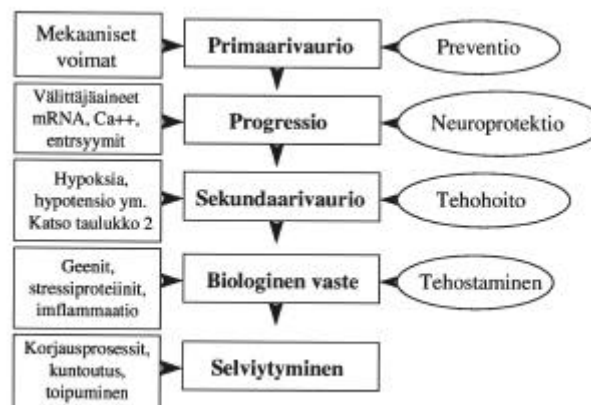 Mekaaniset
voimat
Primaarivaurio
Preventio
Välittäjäaineet
mRNA, Ca++,
entrsyymit
Progressio
Neuroprotektio
Hypoksia,
hypotensio ym.
Katso taulukko 2
Sekundaarivaurio
Tehohoito
Geenit,
stressiproteiinit,
imflammaatio
Biologinen vaste
Tehostaminen
Korjausprosessit,
kuntoutus,
toipuminen
Selviytyminen